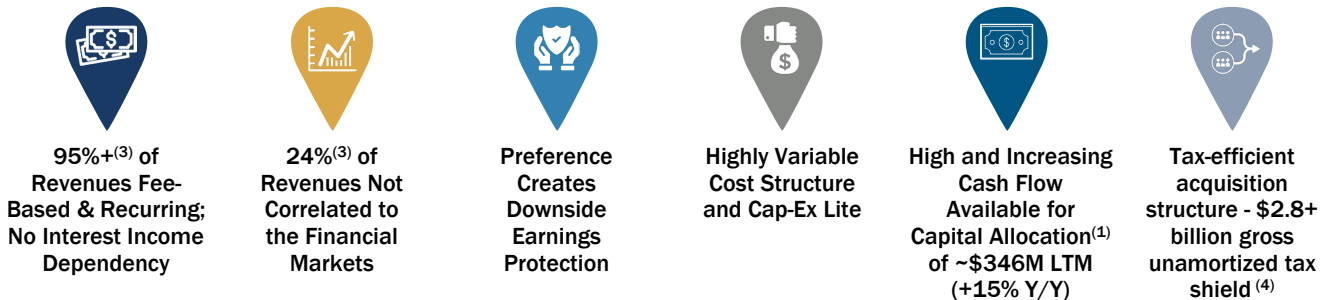 95%+(3) of
Revenues Fee-
Based & Recurring;
No Interest Income
Dependency
24%(3) of
Revenues Not
Correlated to
the Financial
Markets
Preference
Creates
Downside
Earnings
Protection
Highly Variable
Cost Structure
and Cap-Ex Lite
High and Increasing
Cash Flow
Available for
Capital Allocation(1)
of ~$346M LTM
(+15% Y/Y)
Tax-efficient
acquisition
structure - $2.8+
billion gross
unamortized tax
shield (4)